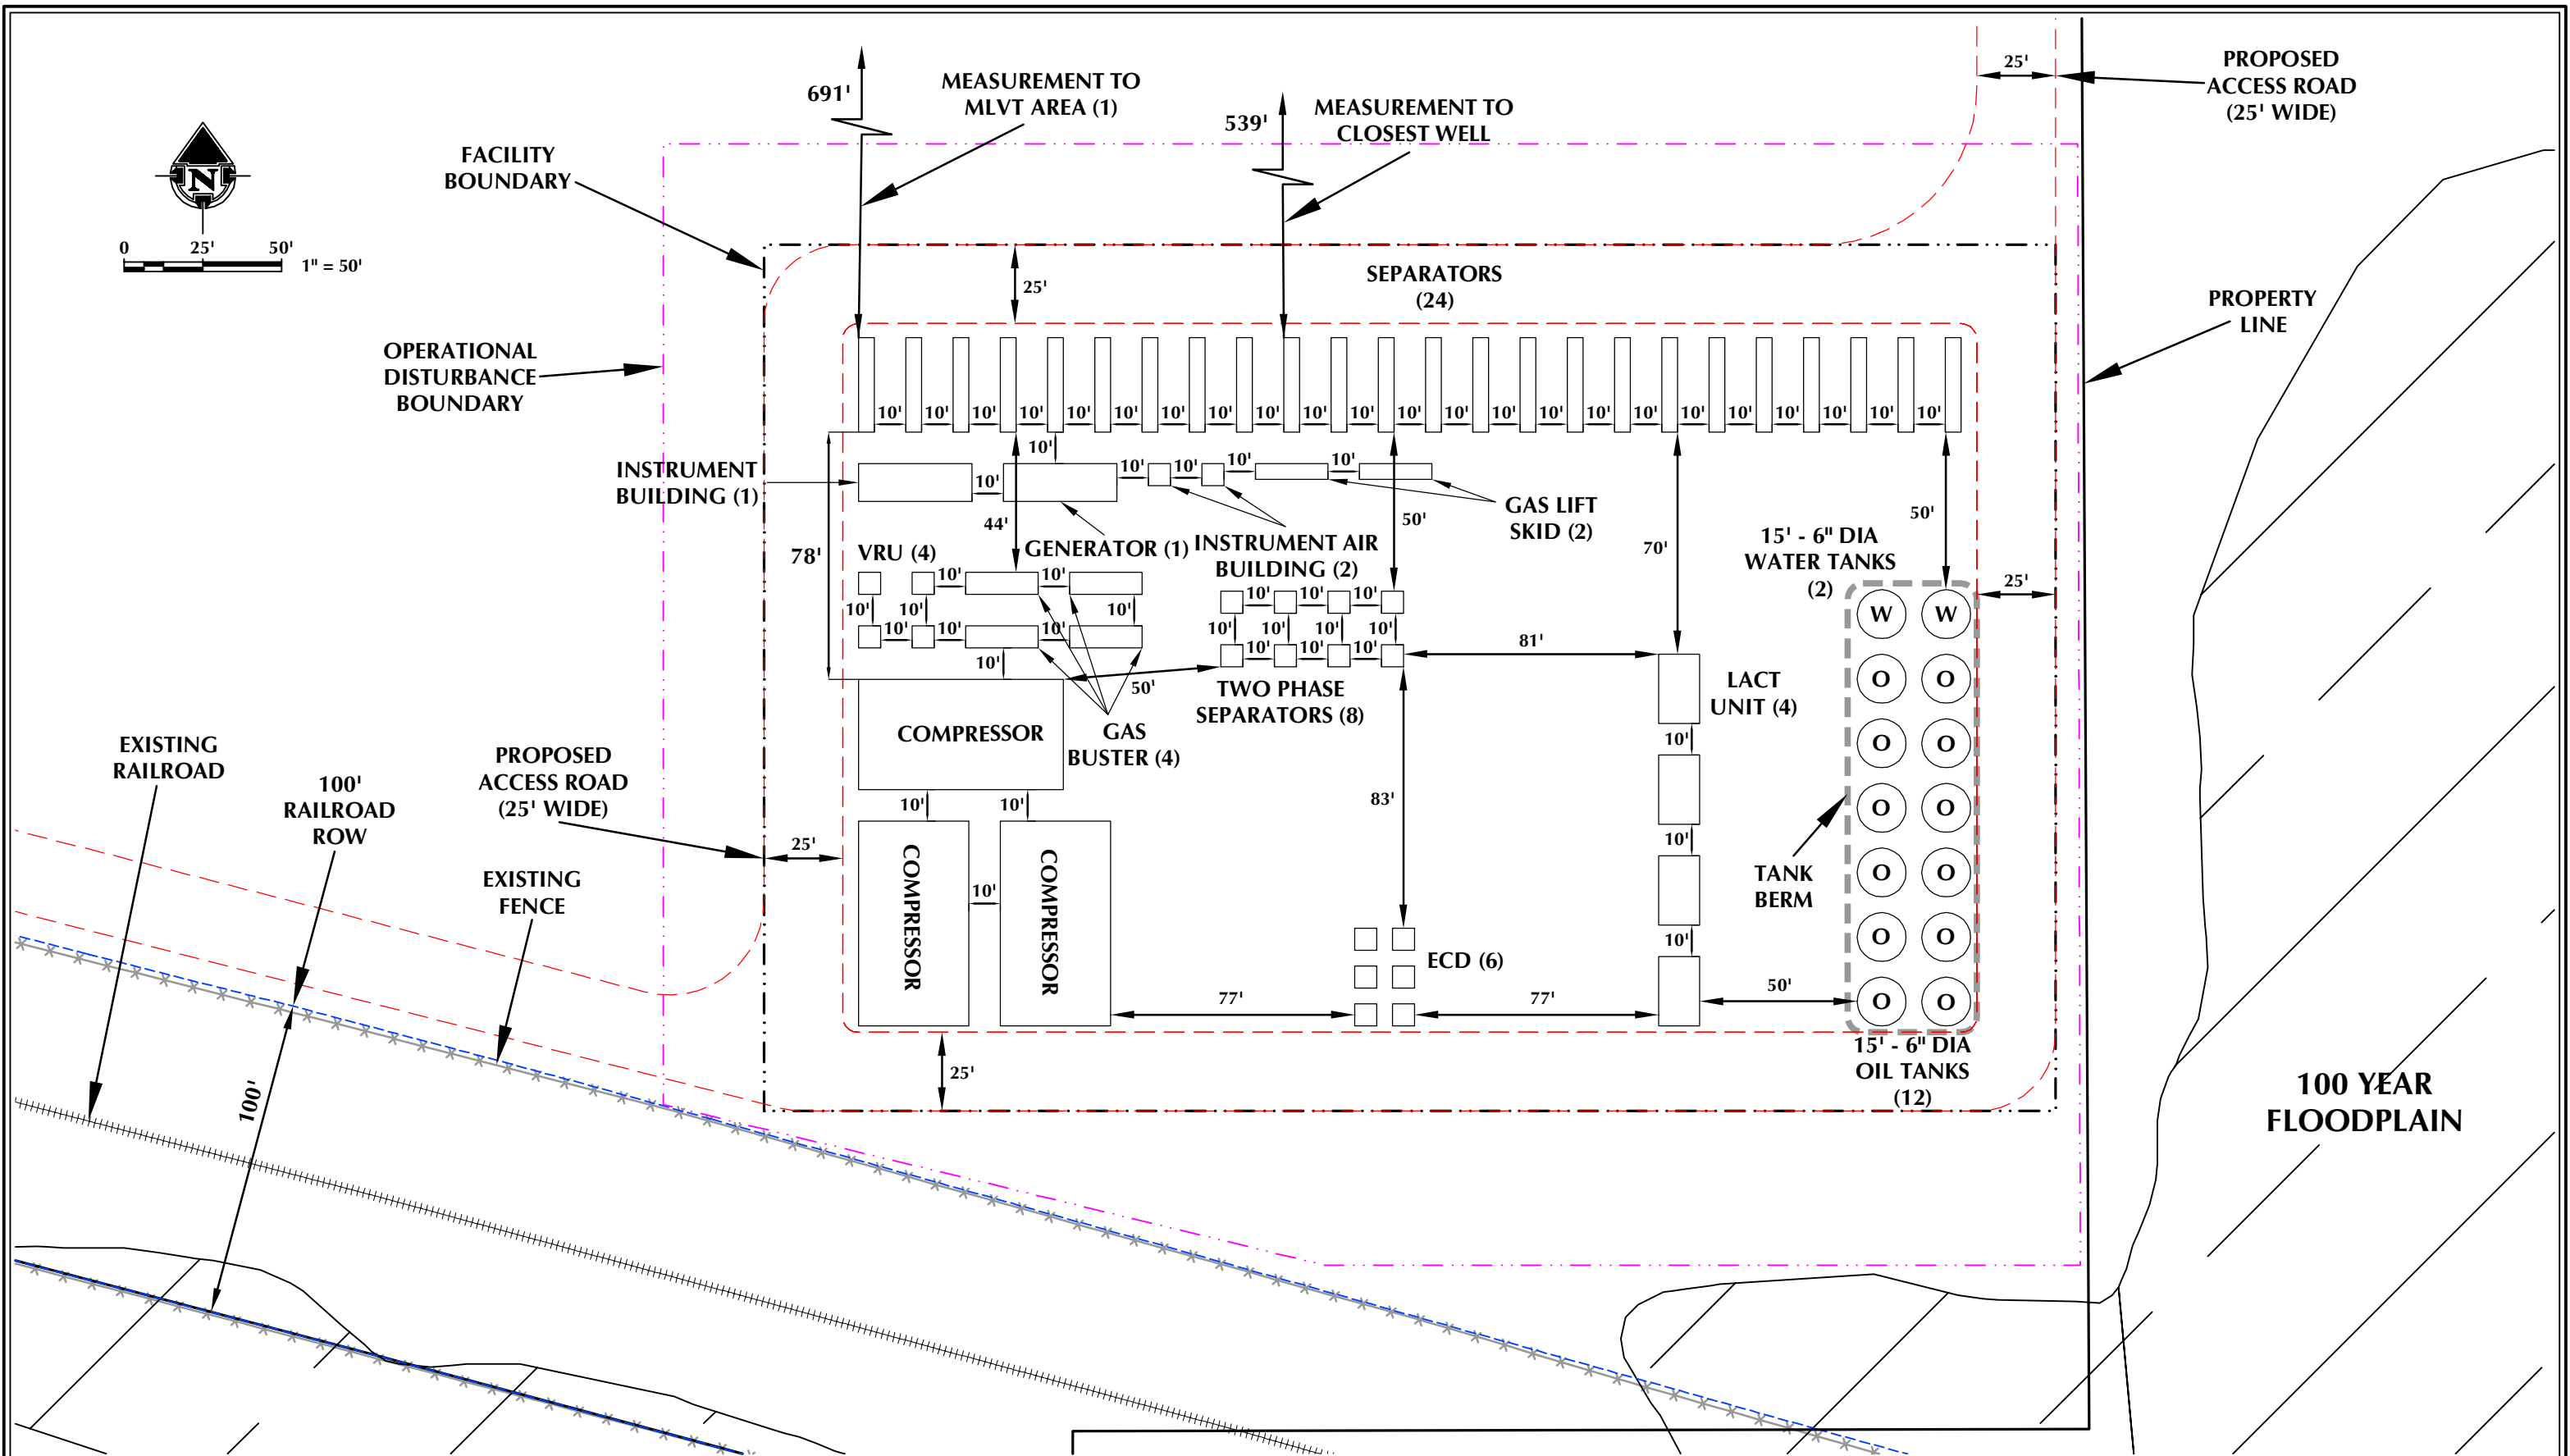 691'
MEASUREMENT TO
MLVT AREA (1)
539'
MEASUREMENT TO
CLOSEST WELL
25'
PROPOSED
ACCESS ROAD
(25' WIDE)
N
0 25' 50'
1" = 50'
FACILITY
BOUNDARY
25'
SEPARATORS
(24)
PROPERTY
LINE
OPERATIONAL
DISTURBANCE
BOUNDARY
10' 10' 10' 10' 10' 10' 10' 10' 10' 10' 10' 10' 10' 10' 10' 10' 10' 10' 10' 10' 10' 10' 10'
10'
INSTRUMENT
BUILDING (1)
10'
10' 10' 10' 10'
GAS LIFT
SKID (2)
44'
50'
70'
50'
78'
VRU (4)
GENERATOR (1)
INSTRUMENT AIR
BUILDING (2)
15' - 6" DIA
WATER TANKS
(2)
25'
10' 10'
10' 10' 10'
10' 10' 10'
10' 10' 10'
10' 10' 10' 10'
10' 10' 10'
10'
50'
81'
TWO PHASE
SEPARATORS (8)
LACT
UNIT (4)
W W
O O
O O
O O
O O
O O
O O
COMPRESSOR
GAS
BUSTER (4)
10'
10'
10'
EXISTING
RAILROAD
100'
RAILROAD
ROW
PROPOSED
ACCESS ROAD
(25' WIDE)
25'
10' 10'
83'
COMPRESSOR
10'
COMPRESSOR
TANK
BERM
EXISTING
FENCE
ECD (6)
77'
77'
50'
25'
15' - 6" DIA
OIL TANKS
(12)
100'
100 YEAR
FLOODPLAIN